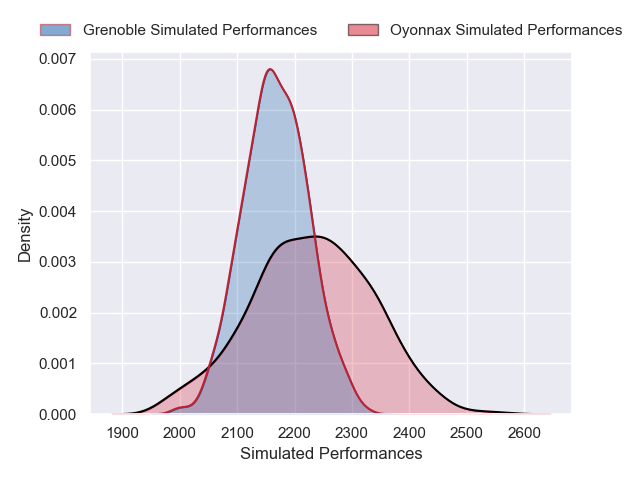 Grenoble Simulated Performances Oyonnax Simulated Performances
0.007
0.006
0.005
0.004
0.003
0.002
0.001
0.000
Density
1900 2000 2100 2200 2300 2400 2500 2600
Simulated Performances